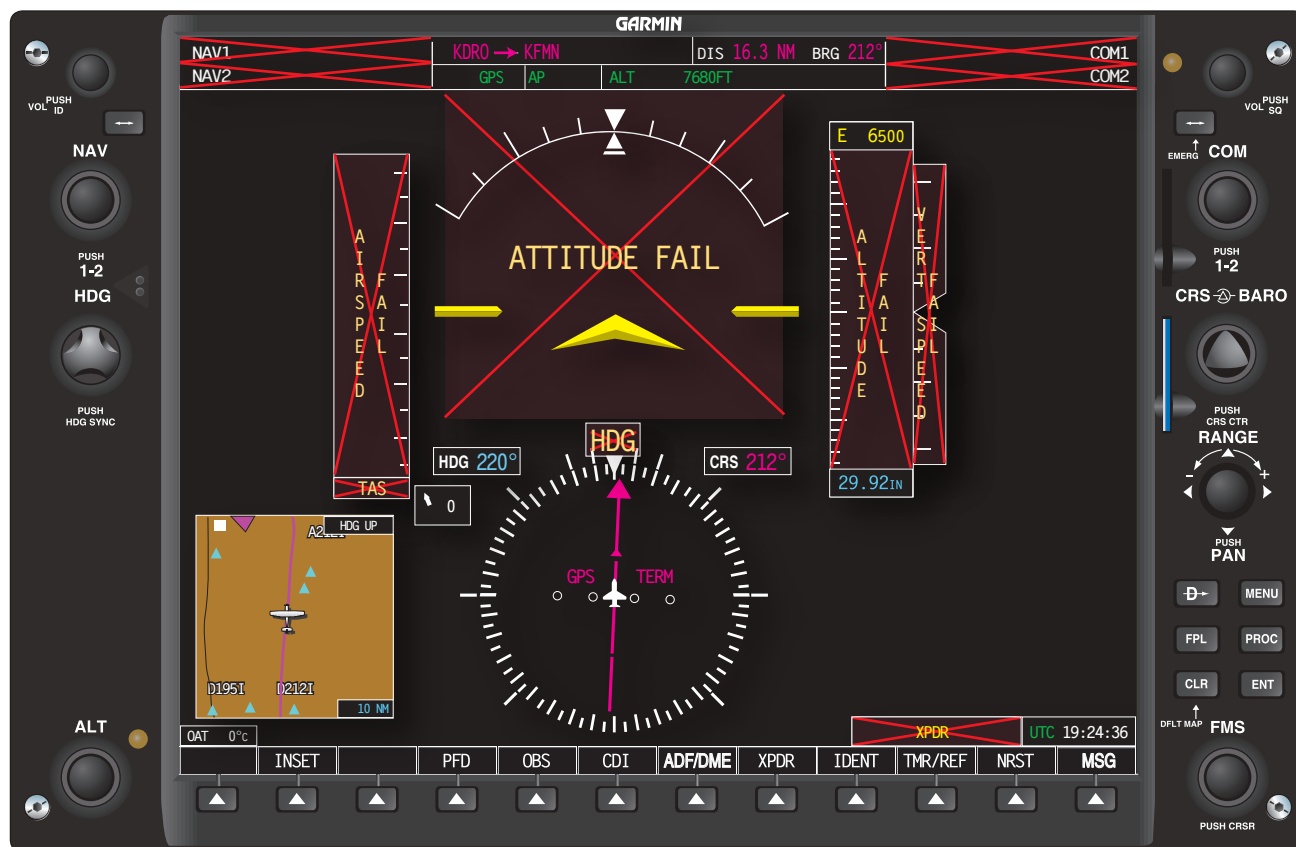 GARMIN
NAV1
KDRO → KFMN
DIS 16.3 NM BRG 212°
COM1
NAV2
GPS AP ALT 7680FT
COM2
VOL PUSH ID
VOL PUSH SQ
EMERG
NAV
COM
PUSH
1-2
PUSH
1-2
HDG
CRS BARO
PUSH
HDG SYNC
PUSH
CRS CTR
RANGE
- +
PUSH
PAN
D MENU
FPL PROC
CLR ENT
DFLT MAP
FMS
PUSH CRSR
ALT
E 6500
ATTITUDE FAIL
AIRSPEED
FAIL
ALTITUDE
FAIL
VERT SPEED
FAIL
TAS
29.92IN
HDG
HDG 220°
CRS 212°
0
HDG UP
D195I
D212I
10 NM
GPS TERM
OAT 0°C
XPDR
UTC 19:24:36
INSET PFD OBS CDI ADF/DME XPDR IDENT TMR/REF NRST MSG